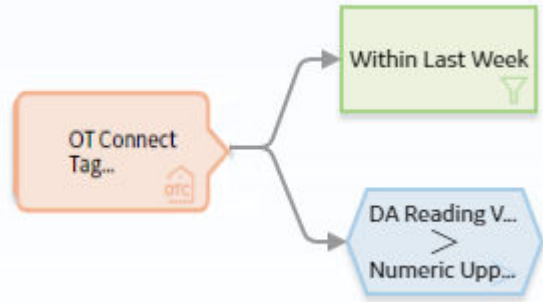 Within Last Week
OT Connect
Tag...
OTC
DA Reading V...
>
Numeric Upp...